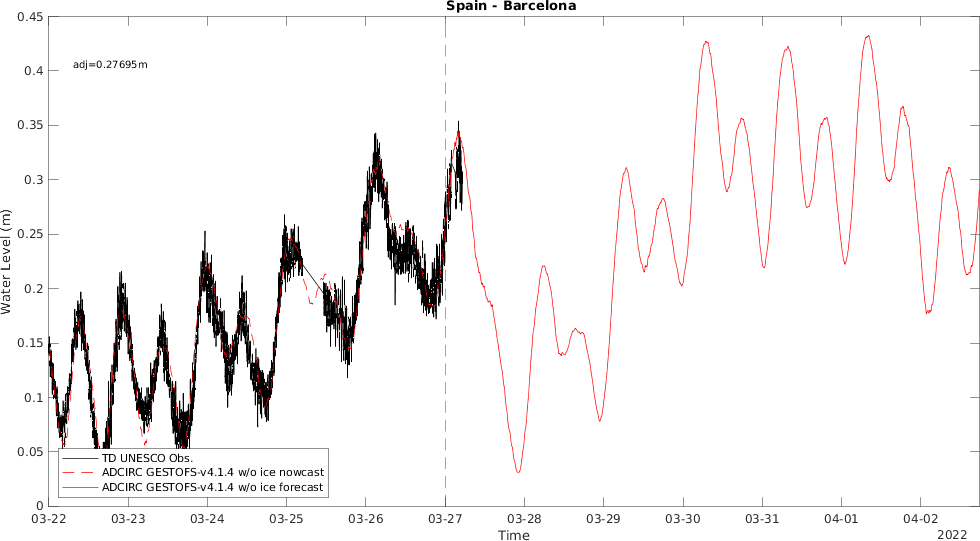 Spain - Barcelona
adj=0.27695m
0.45
0.4
0.35
0.3
0.25
0.2
0.15
0.1
0.05
0
Water Level (m)
TD UNESCO Obs.
ADCIRC GESTOFS-v4.1.4 w/o ice nowcast
ADCIRC GESTOFS-v4.1.4 w/o ice forecast
03-22 03-23 03-24 03-25 03-26 03-27 03-28 03-29 03-30 03-31 04-01 04-02
Time
2022